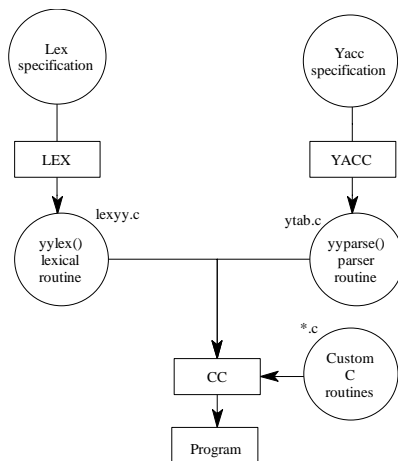 Lex
specification
Yacc
specification
LEX
YACC
lexyy.c
ytab.c
yylex()
lexical
routine
yyparse()
parser
routine
*.c
Custom
C
routines
CC
Program